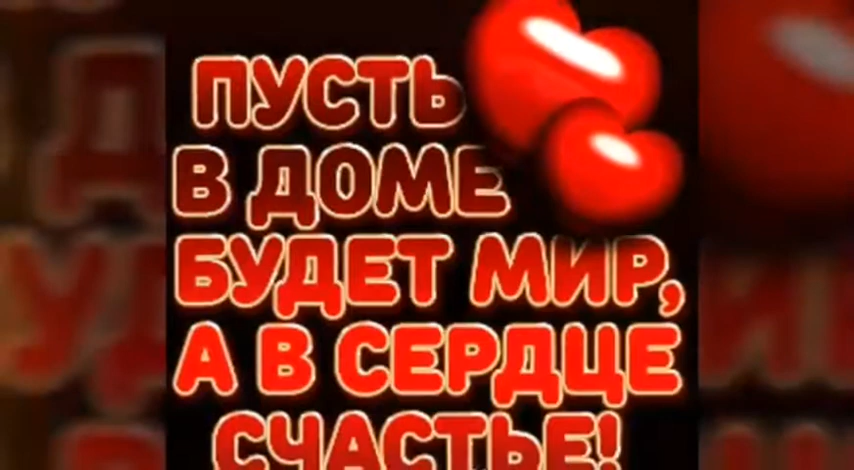 ПУСТЬ
В ДОМЕ
БУДЕТ МИР,
А В СЕРДЦЕ
СЧАСТЬЕ!